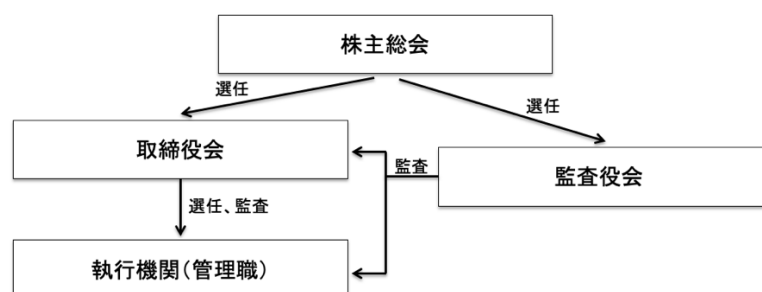 株主総会
選任
選任
取締役会
監査
監査役会
選任、監査
執行機関（管理職）